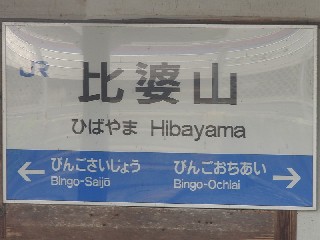 JR
比婆山
ひばやま Hibayama
びんごさいじょう びんごおちあい
Bingo-Saijō Bingo-Ochiai